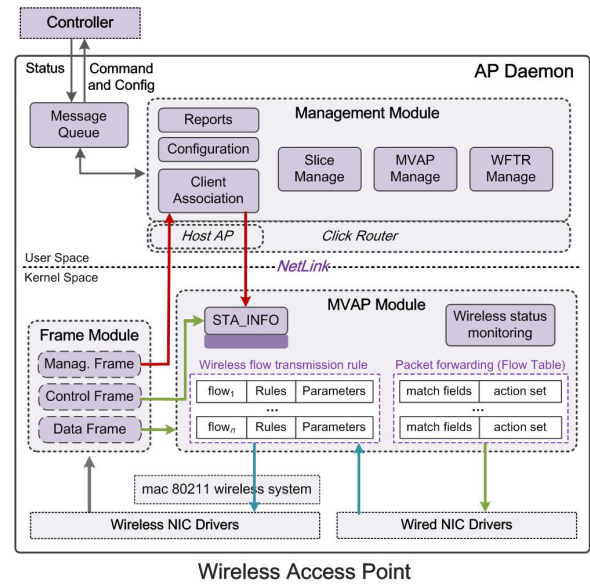 Controller
Status
Command
and Config
AP Daemon
Message
Queue
Management Module
Reports
Configuration
Client
Association
Slice
Manage
MVAP
Manage
WFTR
Manage
Host AP
Click Router
User Space
NetLink
Kernel Space
MVAP Module
STA_INFO
Wireless status
monitoring
Frame Module
Manag. Frame
Control Frame
Data Frame
Wireless flow transmission rule
flow1 Rules Parameters
...
flown Rules Parameters
Packet forwarding (Flow Table)
match fields action set
...
match fields action set
mac 80211 wireless system
Wireless NIC Drivers
Wired NIC Drivers
Wireless Access Point